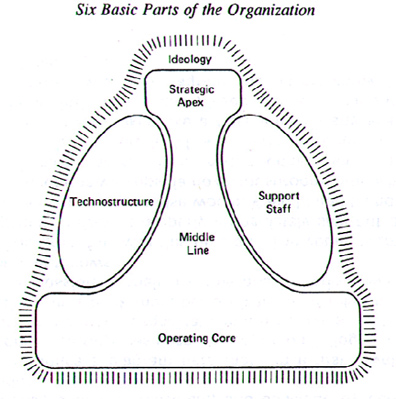 Six Basic Parts of the Organization
Ideology
Strategic
Apex
Technostructure
Support
Staff
Middle
Line
Operating Core